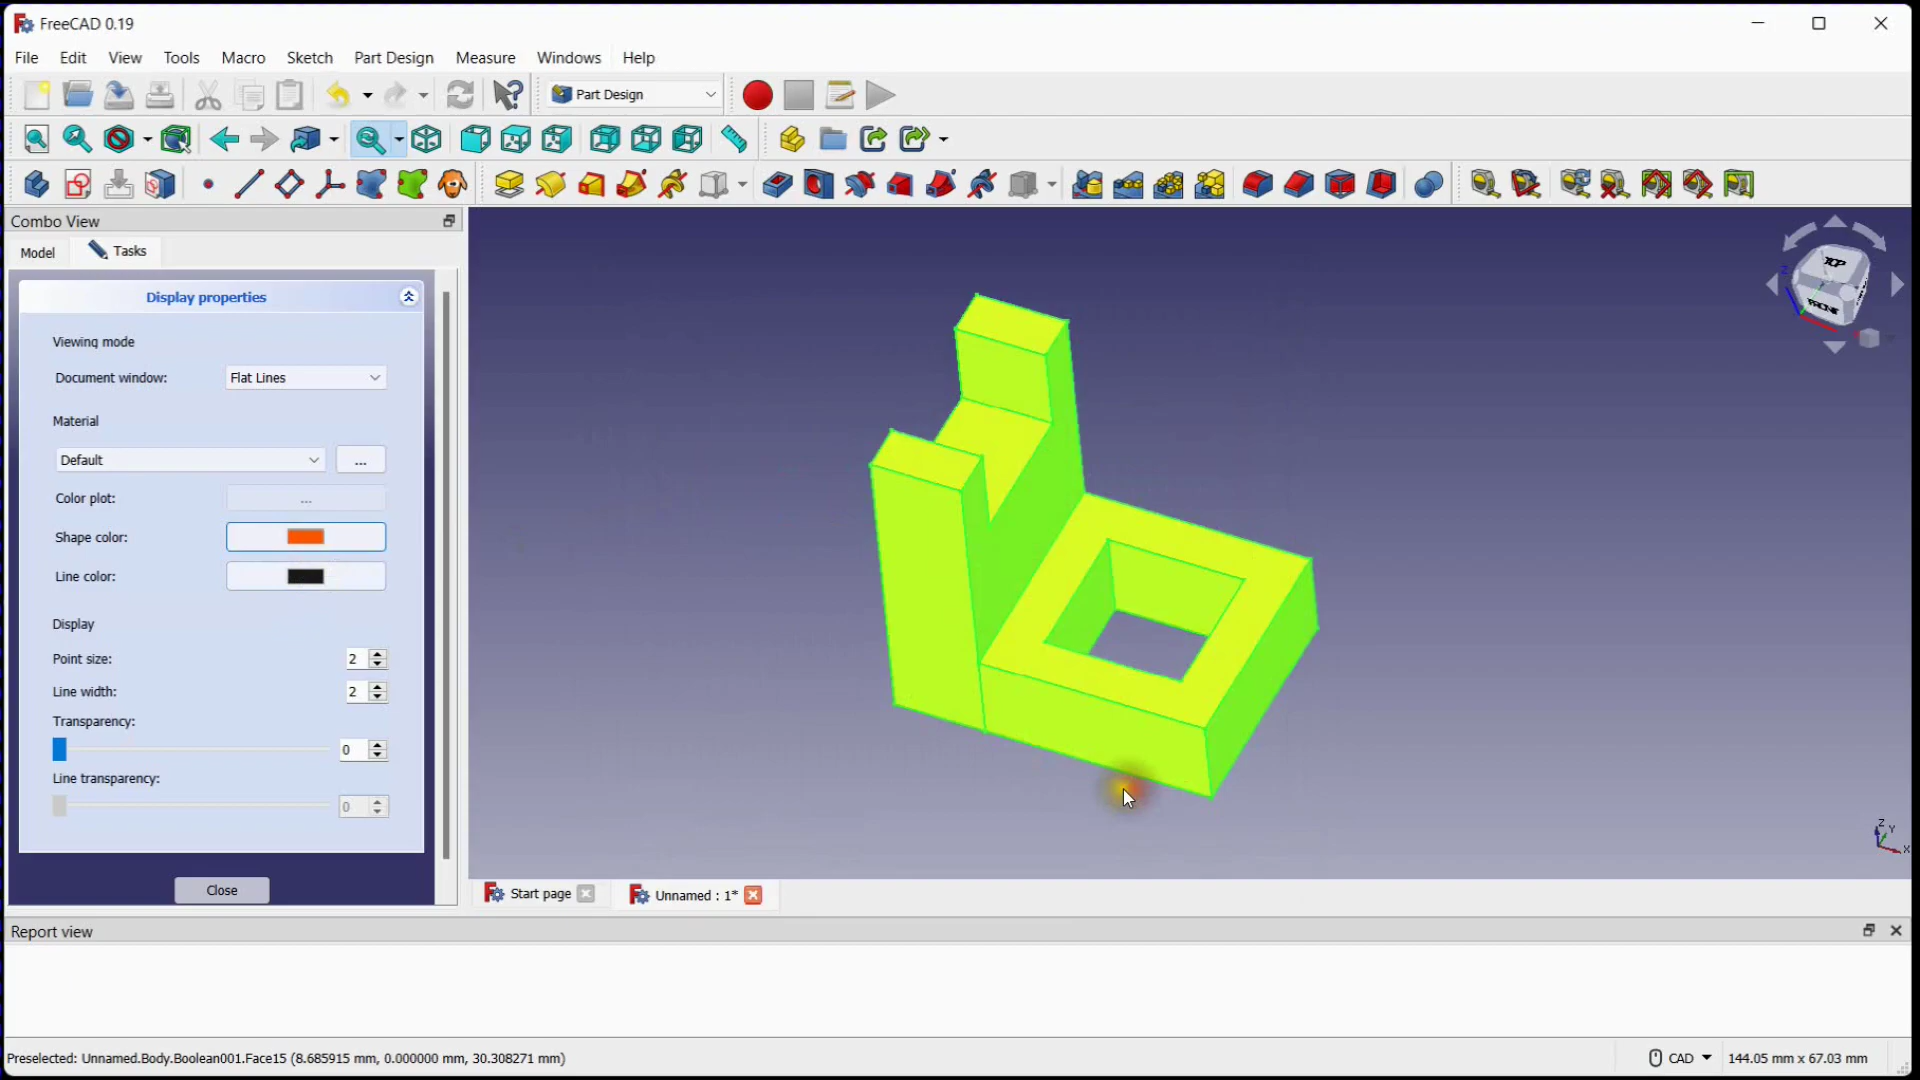 FreeCAD 0.19
File Edit View Tools Macro Sketch Part Design Measure Windows Help
Part Design
Combo View
Model Tasks
Display properties
Viewing mode
Document window: Flat Lines
Material
Default ...
Color plot: ...
Shape color:
Line color:
Display
Point size: 2
Line width: 2
Transparency:
0
Line transparency:
0
Close
TOP
FRONT
Z
Z Y
X
Start page Unnamed : 1*
Report view
Preselected: Unnamed.Body.Boolean001.Face15 (8.685915 mm, 0.000000 mm, 30.308271 mm) CAD 144.05 mm x 67.03 mm